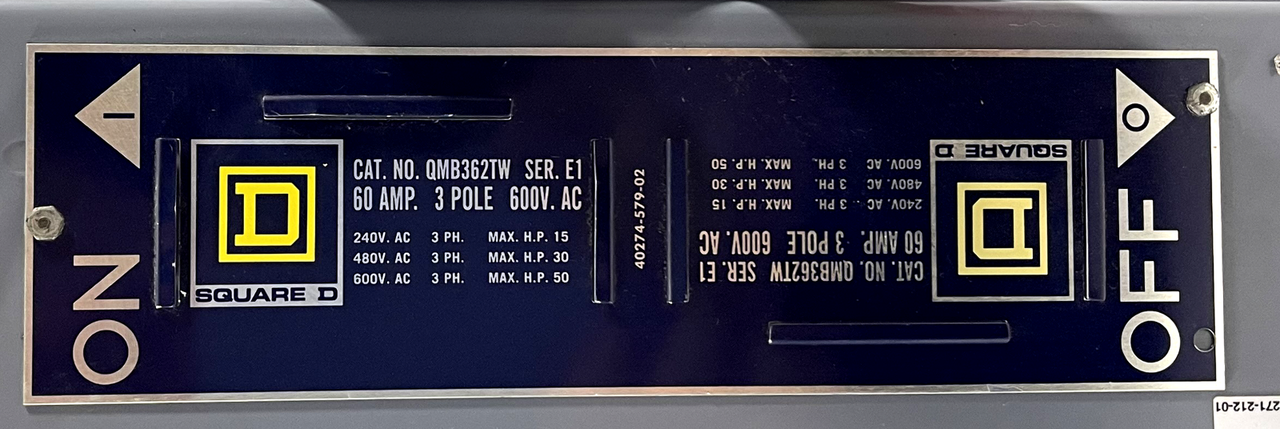 ON
I
SQUARE D
D
CAT. NO. QMB362TW SER. E1
60 AMP. 3 POLE 600V. AC
240V. AC 3 PH. MAX. H.P. 15
480V. AC 3 PH. MAX. H.P. 30
600V. AC 3 PH. MAX. H.P. 50
40274-579-02
CAT. NO. QMB362TW SER. E1
60 AMP. 3 POLE 600V. AC
240V. AC 3 PH. MAX. H.P. 15
480V. AC 3 PH. MAX. H.P. 30
600V. AC 3 PH. MAX. H.P. 50
D
SQUARE D
OFF
O
271-212-01